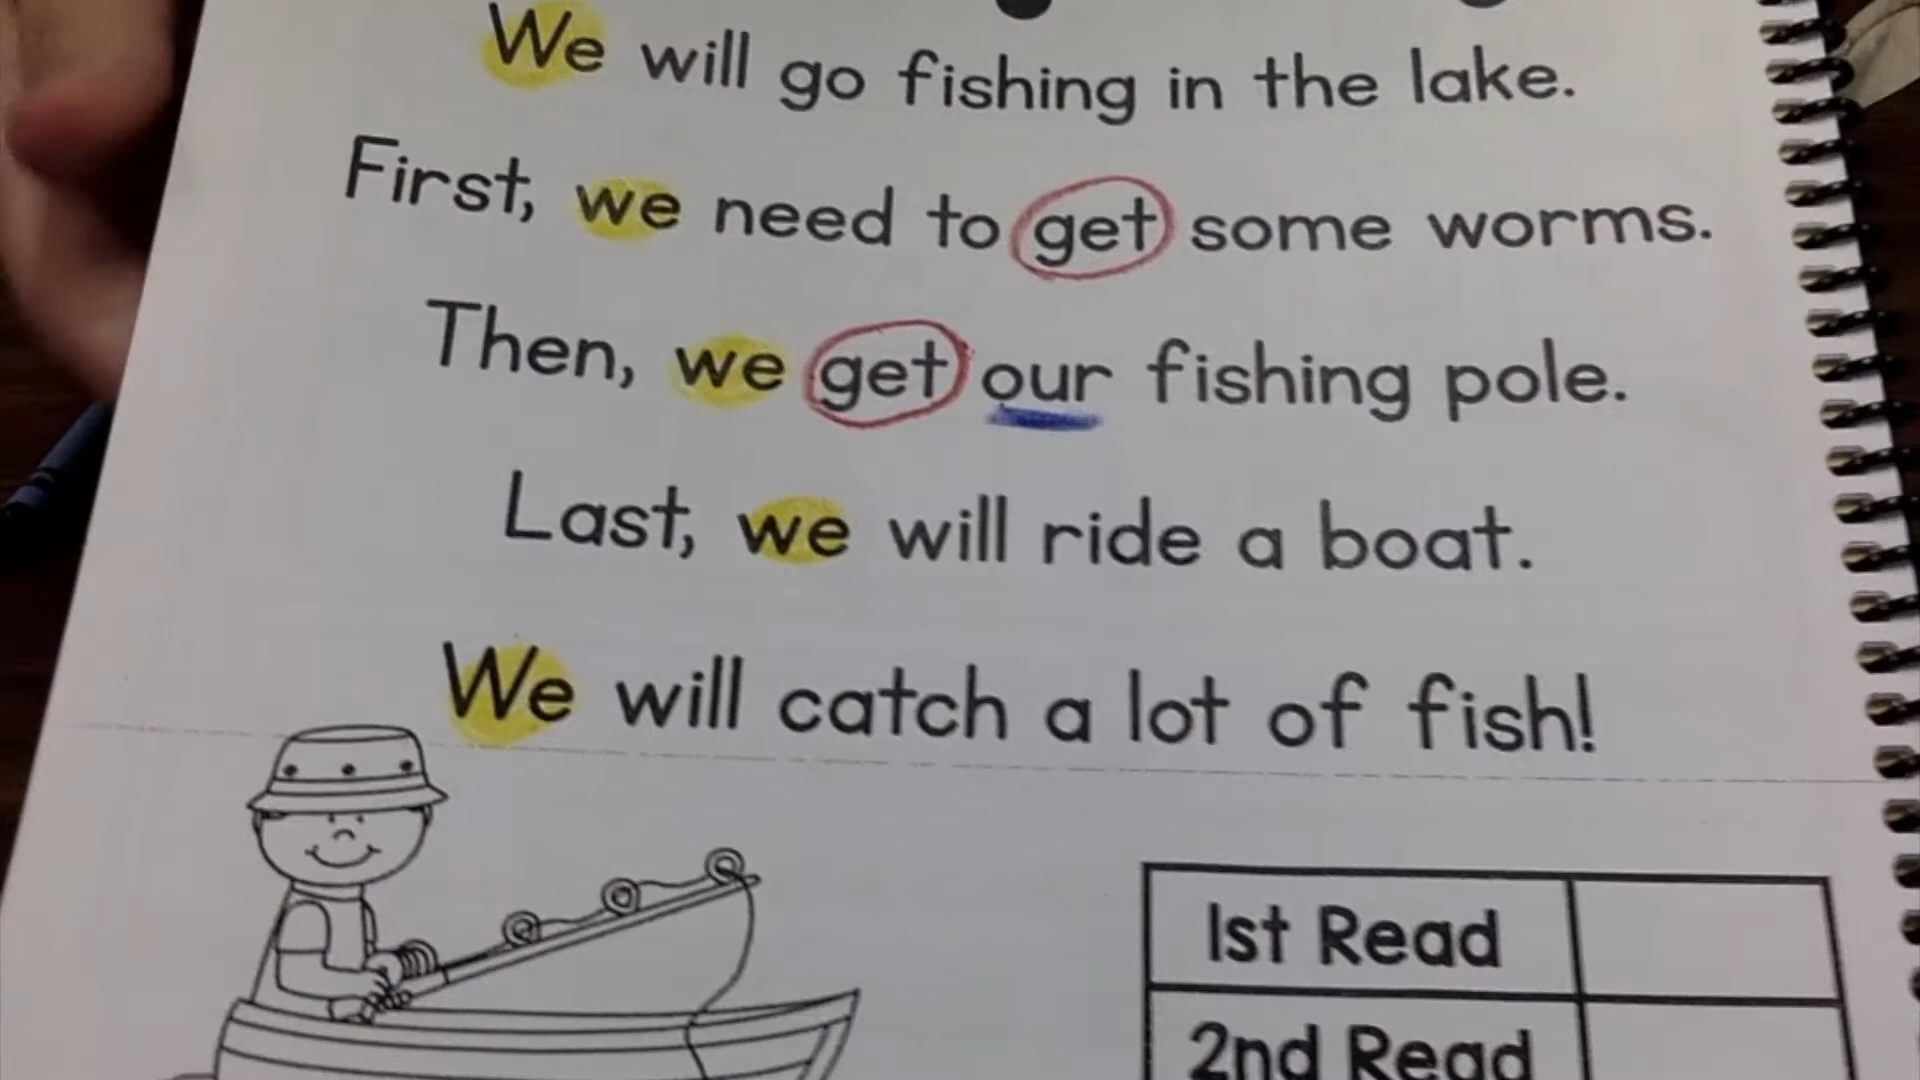 We will go fishing in the lake.
First, we need to get some worms.
Then, we get our fishing pole.
Last, we will ride a boat.
We will catch a lot of fish!
1st Read
2nd Read